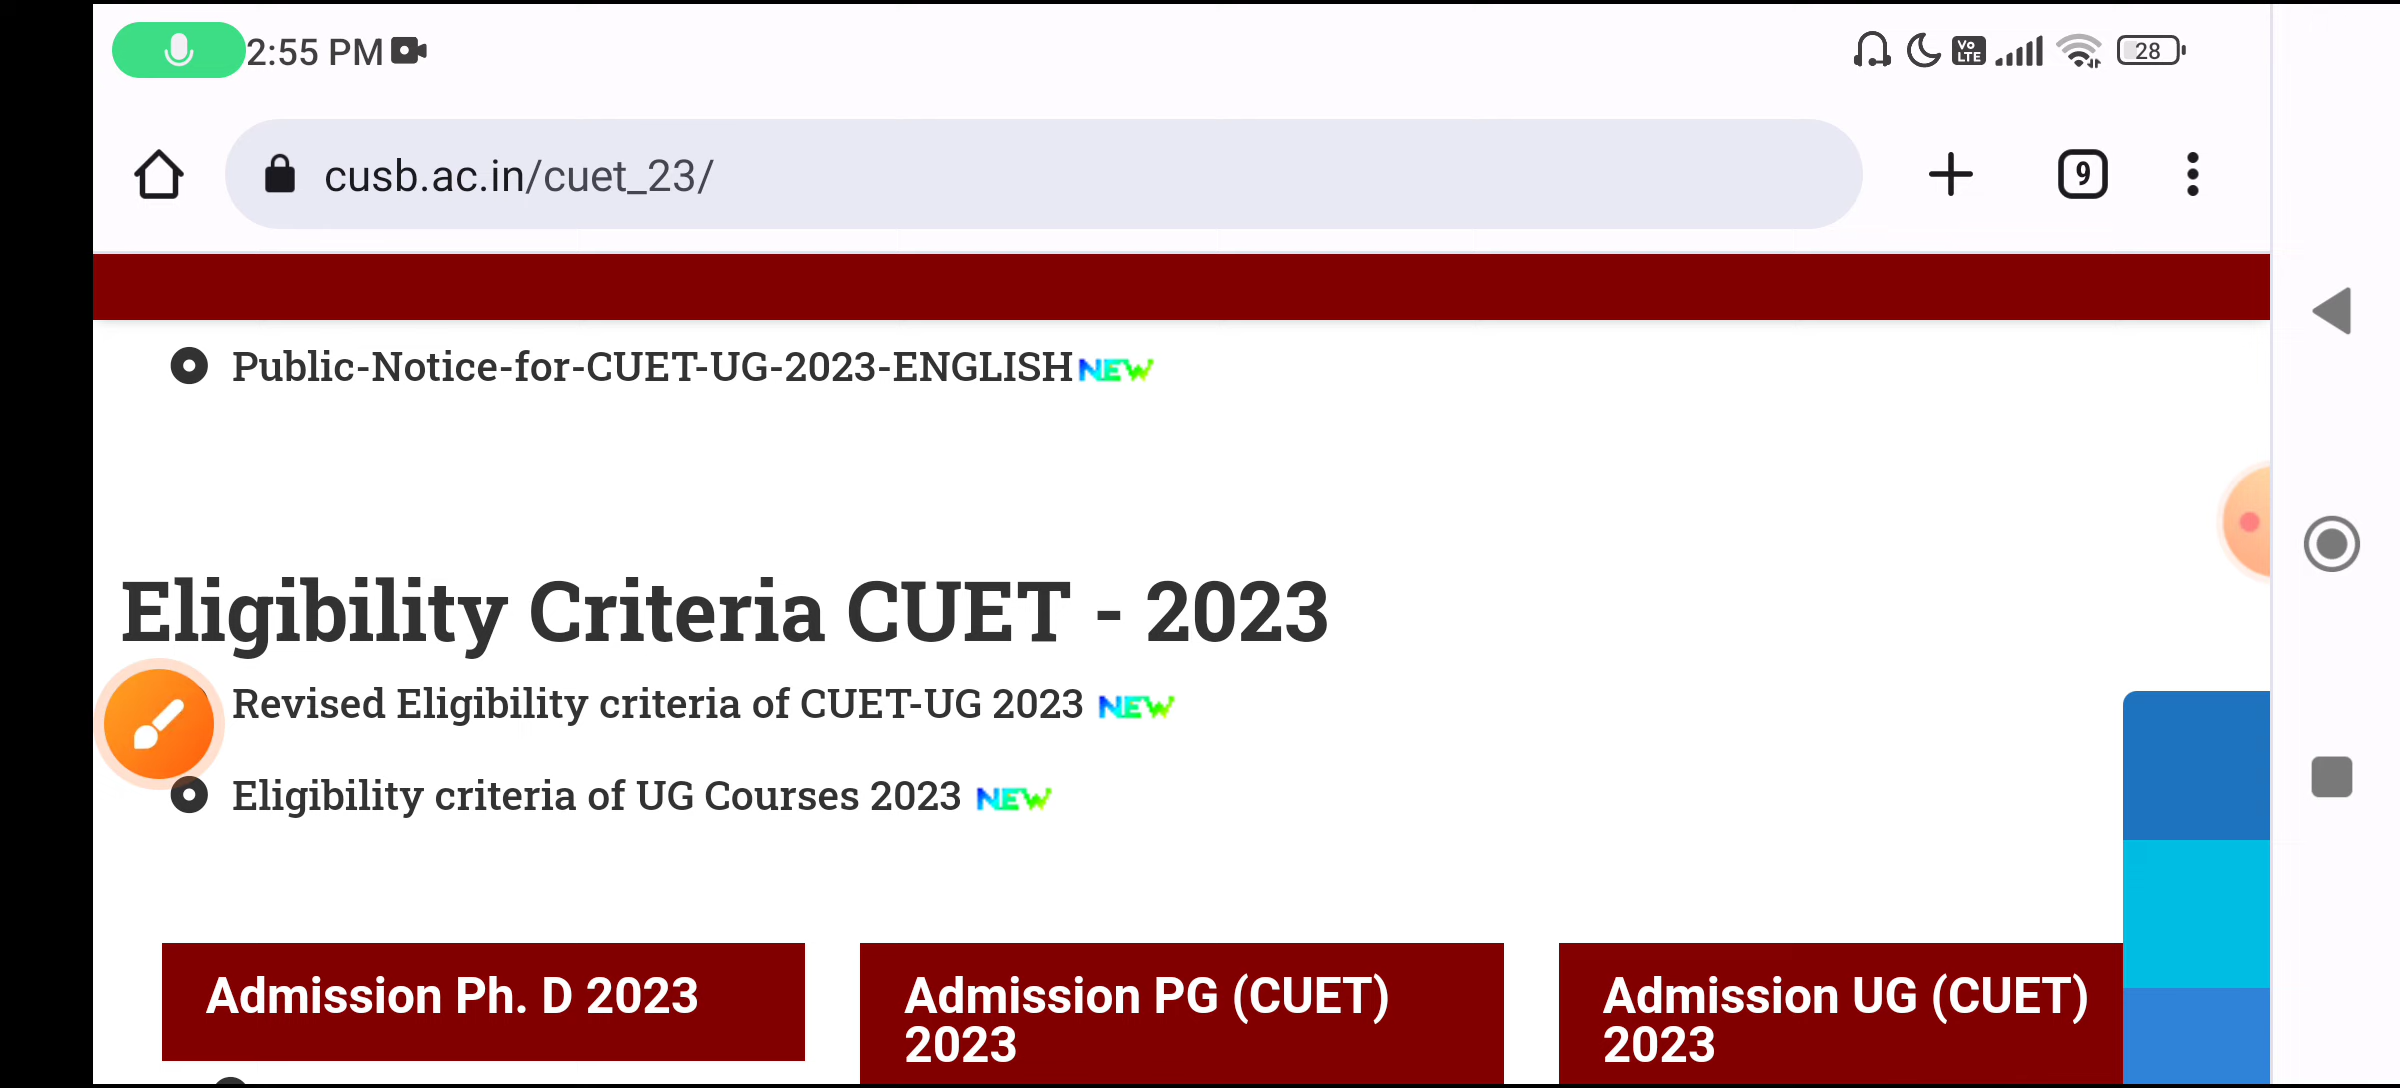 2:55 PM
Vo LTE
28
cusb.ac.in/cuet_23/
9
Public-Notice-for-CUET-UG-2023-ENGLISH NEW
Eligibility Criteria CUET - 2023
Revised Eligibility criteria of CUET-UG 2023 NEW
Eligibility criteria of UG Courses 2023 NEW
Admission Ph. D 2023
Admission PG (CUET)
2023
Admission UG (CUET)
2023